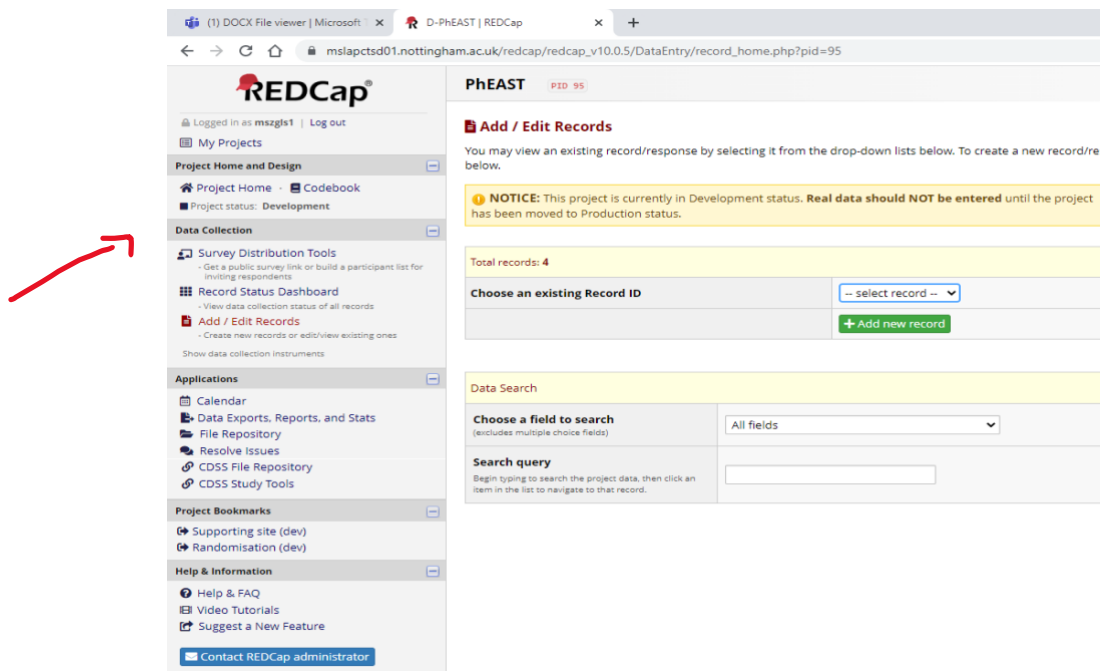 (1) DOCX File viewer | Microsoft
D-PhEAST | REDCap
mslapctsd01.nottingham.ac.uk/redcap/redcap_v10.0.5/DataEntry/record_home.php?pid=95
REDCap®
Logged in as mszgls1 | Log out
My Projects
Project Home and Design
Project Home · Codebook
Project status: Development
Data Collection
Survey Distribution Tools
- Get a public survey link or build a participant list for
inviting respondents
Record Status Dashboard
- View data collection status of all records
Add / Edit Records
- Create new records or edit/view existing ones
Show data collection instruments
Applications
Calendar
Data Exports, Reports, and Stats
File Repository
Resolve Issues
CDSS File Repository
CDSS Study Tools
Project Bookmarks
Supporting site (dev)
Randomisation (dev)
Help & Information
Help & FAQ
Video Tutorials
Suggest a New Feature
Contact REDCap administrator
PhEAST PID 95
Add / Edit Records
You may view an existing record/response by selecting it from the drop-down lists below. To create a new record/re
below.
NOTICE: This project is currently in Development status. Real data should NOT be entered until the project
has been moved to Production status.
Total records: 4
Choose an existing Record ID
-- select record --
+ Add new record
Data Search
Choose a field to search
(excludes multiple choice fields)
All fields
Search query
Begin typing to search the project data, then click an
item in the list to navigate to that record.